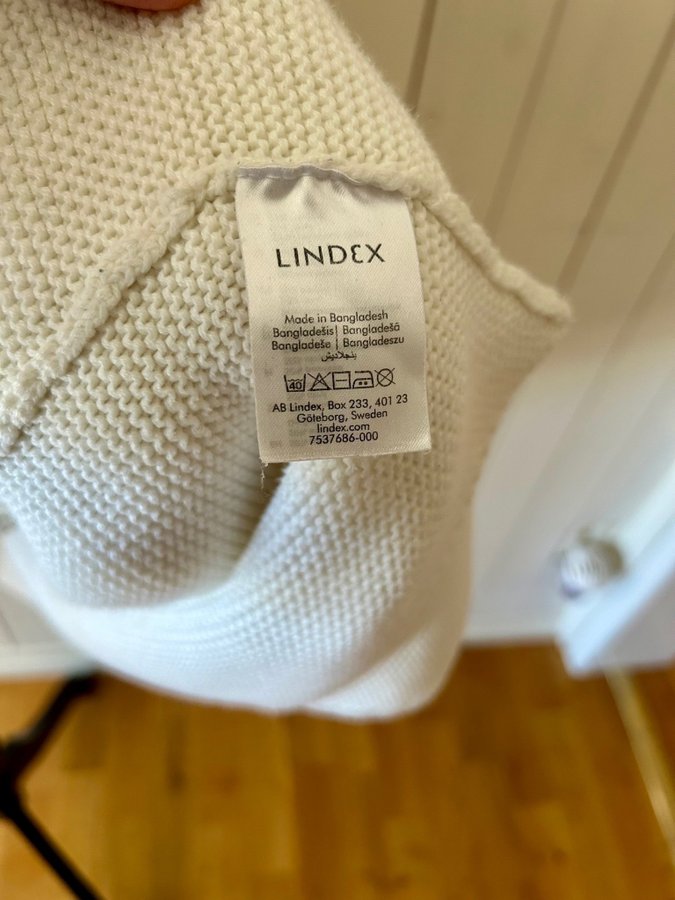 LINDEX
Made in Bangladesh
Bangladešis| Bangladešā
Bangladeše | Bangladeszu
بنجلاديش
40
AB Lindex, Box 233, 401 23
Göteborg, Sweden
lindex.com
7537686-000